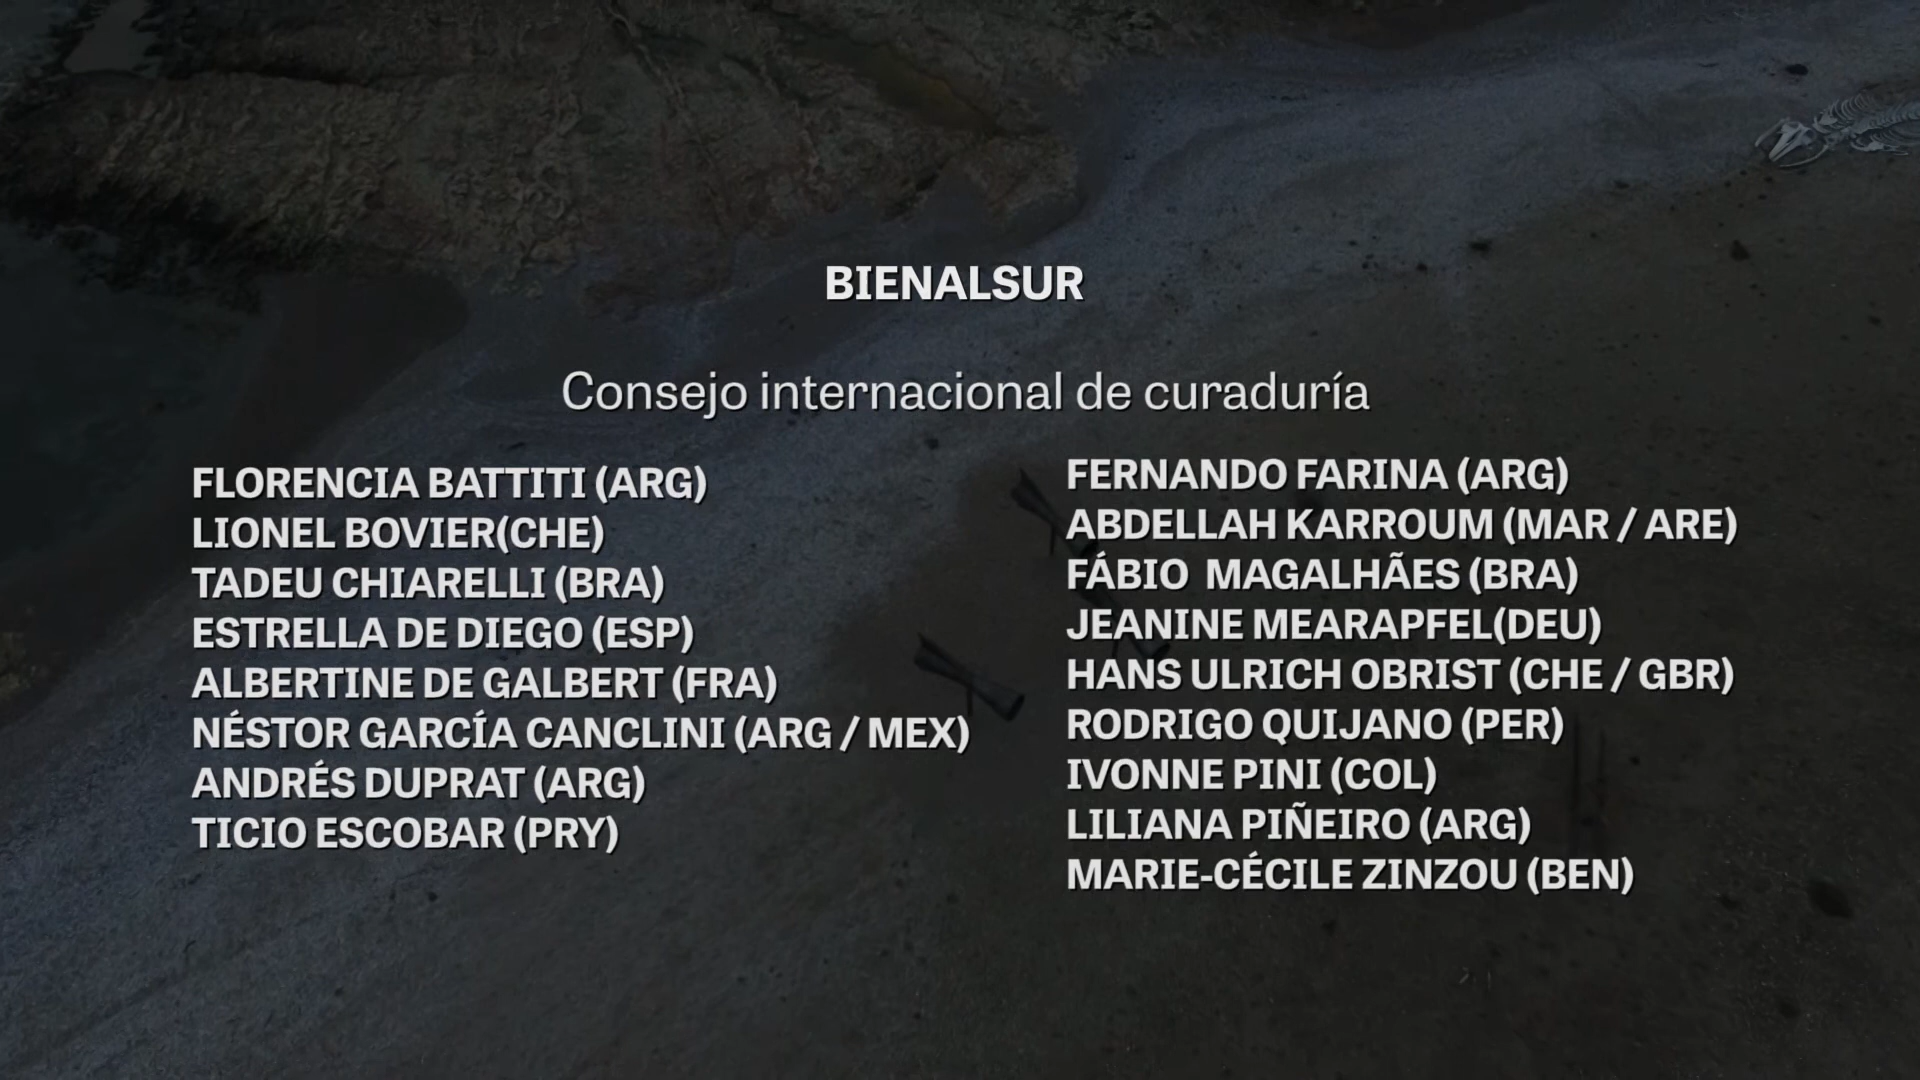 BIENALSUR
Consejo internacional de curaduría
FLORENCIA BATTITI (ARG)
LIONEL BOVIER(CHE)
TADEU CHIARELLI (BRA)
ESTRELLA DE DIEGO (ESP)
ALBERTINE DE GALBERT (FRA)
NÉSTOR GARCÍA CANCLINI (ARG / MEX)
ANDRÉS DUPRAT (ARG)
TICIO ESCOBAR (PRY)
FERNANDO FARINA (ARG)
ABDELLAH KARROUM (MAR / ARE)
FÁBIO  MAGALHÃES (BRA)
JEANINE MEARAPFEL(DEU)
HANS ULRICH OBRIST (CHE / GBR)
RODRIGO QUIJANO (PER)
IVONNE PINI (COL)
LILIANA PIÑEIRO (ARG)
MARIE-CÉCILE ZINZOU (BEN)